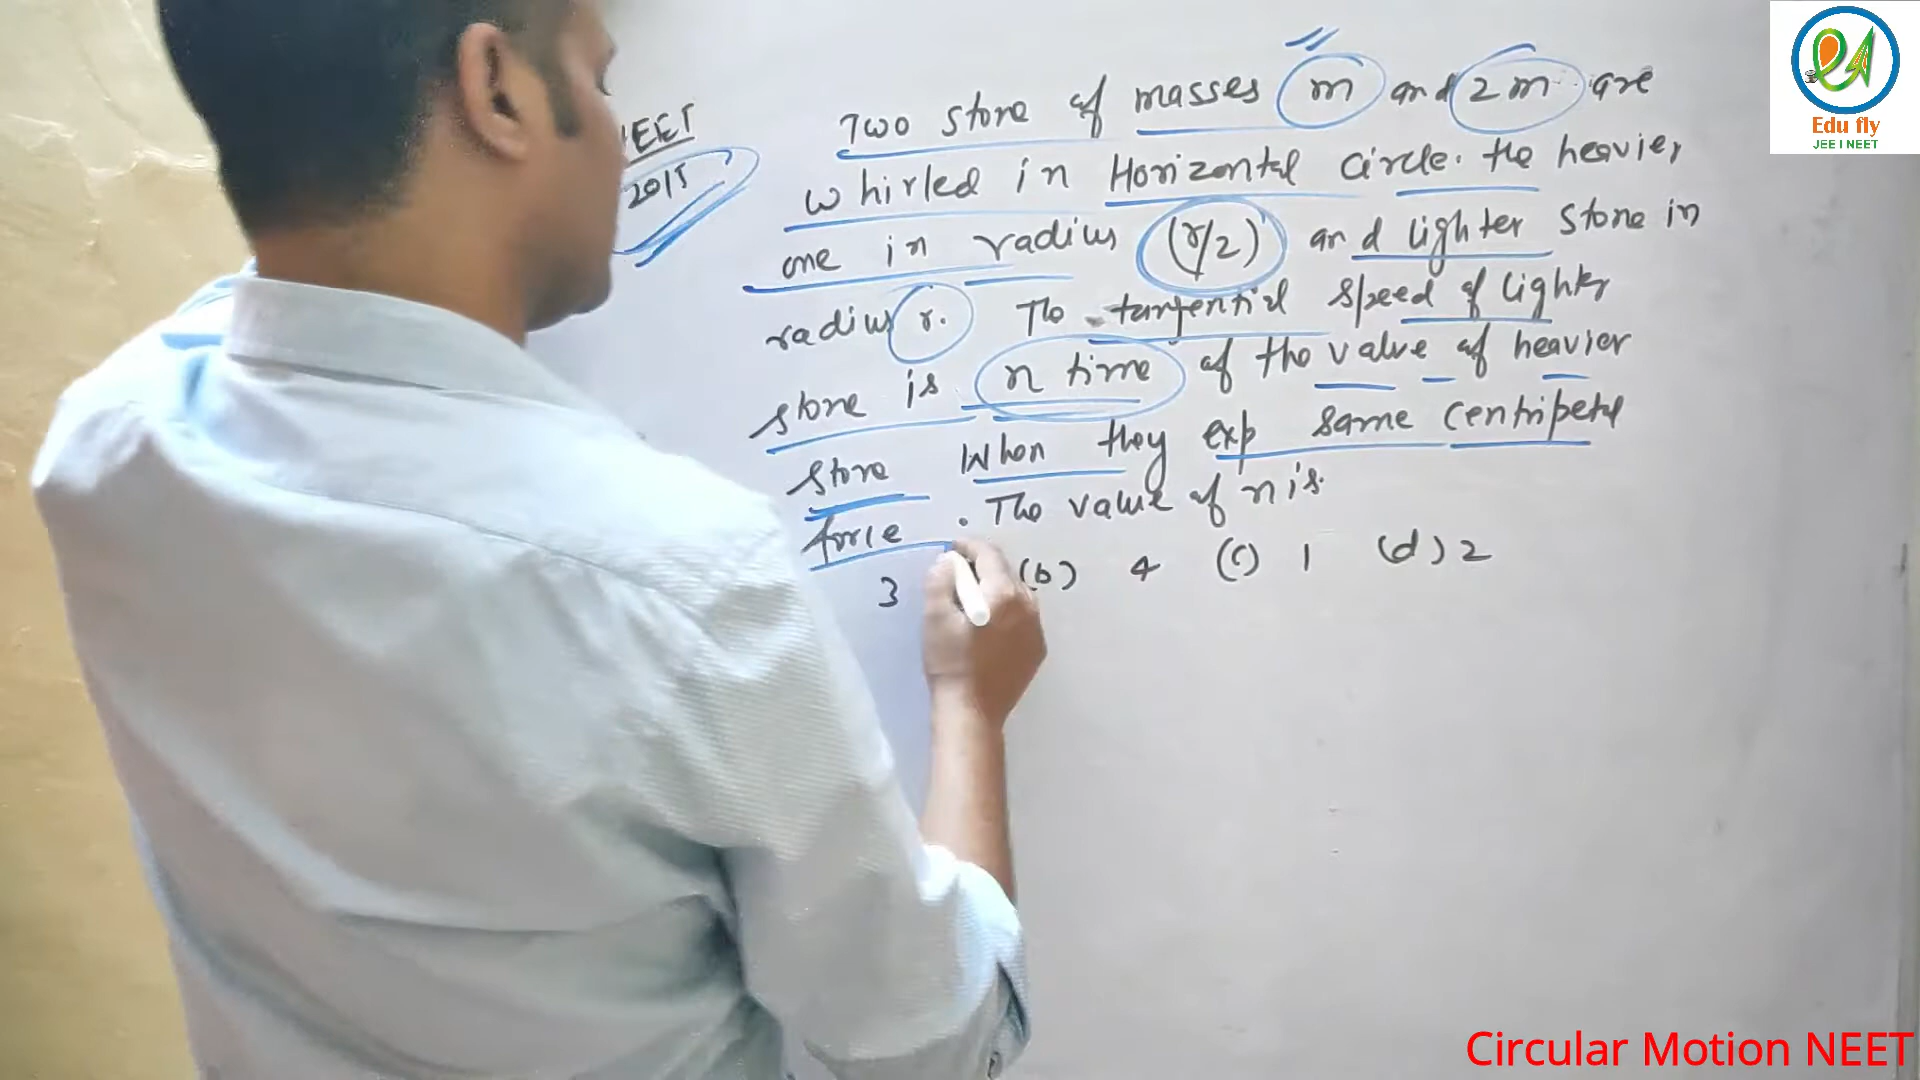 Two stone of masses m and 2m are
whirled in Horizontal Circle. the heavier
one in radius (r/2) and lighter stone in
radius r. The tangential speed of lighter
stone is n time of the value of heavier
stone when they exp same centripetal
force. The value of n is.
3 (b) 4 (c) 1 (d) 2
2015
Edu fly
JEE I NEET
Circular Motion NEET